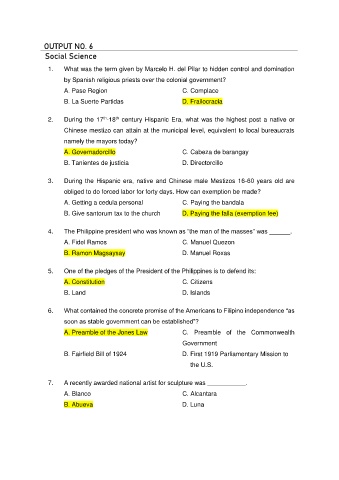 OUTPUT NO. 6
Social Science
1. What was the term given by Marcelo H. del Pilar to hidden control and domination
by Spanish religious priests over the colonial government?
A. Pase Region C. Complace
B. La Suerte Partidas D. Frailocracia
2. During the 17th-18th century Hispanic Era, what was the highest post a native or
Chinese mestizo can attain at the municipal level, equivalent to local bureaucrats
namely the mayors today?
A. Governadorcillo C. Cabeza de barangay
B. Tanientes de justicia D. Directorcillo
3. During the Hispanic era, native and Chinese male Mestizos 16-60 years old are
obliged to do forced labor for forty days. How can exemption be made?
A. Getting a cedula personal C. Paying the bandala
B. Give santorum tax to the church D. Paying the falla (exemption fee)
4. The Philippine president who was known as “the man of the masses” was ______.
A. Fidel Ramos C. Manuel Quezon
B. Ramon Magsaysay D. Manuel Roxas
5. One of the pledges of the President of the Philippines is to defend its:
A. Constitution C. Citizens
B. Land D. Islands
6. What contained the concrete promise of the Americans to Filipino independence “as
soon as stable government can be established”?
A. Preamble of the Jones Law C. Preamble of the Commonwealth
Government
B. Fairfield Bill of 1924 D. First 1919 Parliamentary Mission to
the U.S.
7. A recently awarded national artist for sculpture was ___________.
A. Blanco C. Alcantara
B. Abueva D. Luna